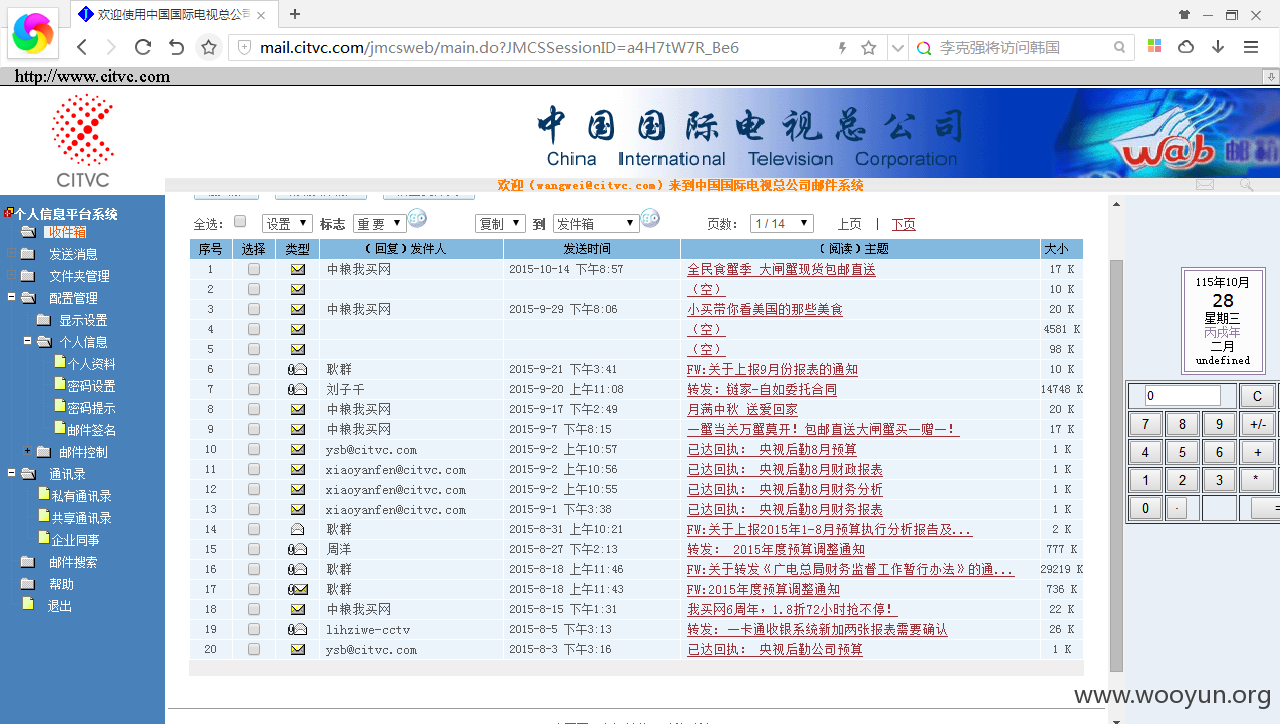 欢迎使用中国国际电视总公司
mail.citvc.com/jmcsweb/main.do?JMCSSessionID=a4H7tW7R_BeO
李克强将访问韩国
http://www.citvc.com
CITVC
中国国际电视总公司
China International Television Corporation
wab 邮箱
欢迎（wangwei@citvc.com）来到中国国际电视总公司邮件系统
个人信息平台系统
收件箱
发送消息
文件夹管理
配置管理
显示设置
个人信息
个人资料
密码设置
密码提示
邮件签名
邮件控制
通讯录
私有通讯录
共享通讯录
企业同事
邮件搜索
帮助
退出
全选: 设置 标志 重要 GO 复制 到 发件箱 GO 页数: 1 / 14 上页 | 下页
序号 选择 类型 （回复）发件 发送时间 （阅读）主题 大小
1 中粮我买网 2015-10-14 下午8:57 全民食蟹季 大闸蟹现货包邮直送 17 K
2 （空） 10 K
3 中粮我买网 2015-9-29 下午8:06 小买带你看美国的那些美食 20 K
4 （空） 4581 K
5 （空） 98 K
6 耿群 2015-9-21 下午3:41 FW:关于上报9月份报表的通知 10 K
7 刘子千 2015-9-20 上午11:08 转发：链家-自如委托合同 14748 K
8 中粮我买网 2015-9-17 下午2:49 月满中秋 送爱回家 20 K
9 中粮我买网 2015-9-7 下午8:15 一蟹当关万蟹莫开！包邮直送大闸蟹买一赠一！ 17 K
10 ysb@citvc.com 2015-9-2 上午10:57 已达回执： 央视后勤8月预算 1 K
11 xiaoyanfen@citvc.com 2015-9-2 上午10:56 已达回执： 央视后勤8月财政报表 1 K
12 xiaoyanfen@citvc.com 2015-9-2 上午10:55 已达回执： 央视后勤8月财务分析 1 K
13 xiaoyanfen@citvc.com 2015-9-1 下午3:38 已达回执： 央视后勤8月财务报表 1 K
14 耿群 2015-8-31 上午10:21 FW:关于上报2015年1-8月预算执行分析报告及... 2 K
15 周洋 2015-8-27 下午2:13 转发： 2015年度预算调整通知 777 K
16 耿群 2015-8-18 上午11:46 FW:关于转发《广电总局财务监督工作暂行办法》的通... 29219 K
17 耿群 2015-8-18 上午11:43 FW:2015年度预算调整通知 736 K
18 中粮我买网 2015-8-15 下午1:31 我买网6周年，1.8折72小时抢不停！ 22 K
19 lihziwe-cctv 2015-8-5 下午3:13 转发：一卡通收银系统新加两张报表需要确认 26 K
20 ysb@citvc.com 2015-8-3 下午3:16 已达回执： 央视后勤公司预算 1 K
115年10月
28
星期三
丙戌年
二月
undefined
0 C
7 8 9 +/-
4 5 6 +
1 2 3 *
0 . =
www.wooyun.org